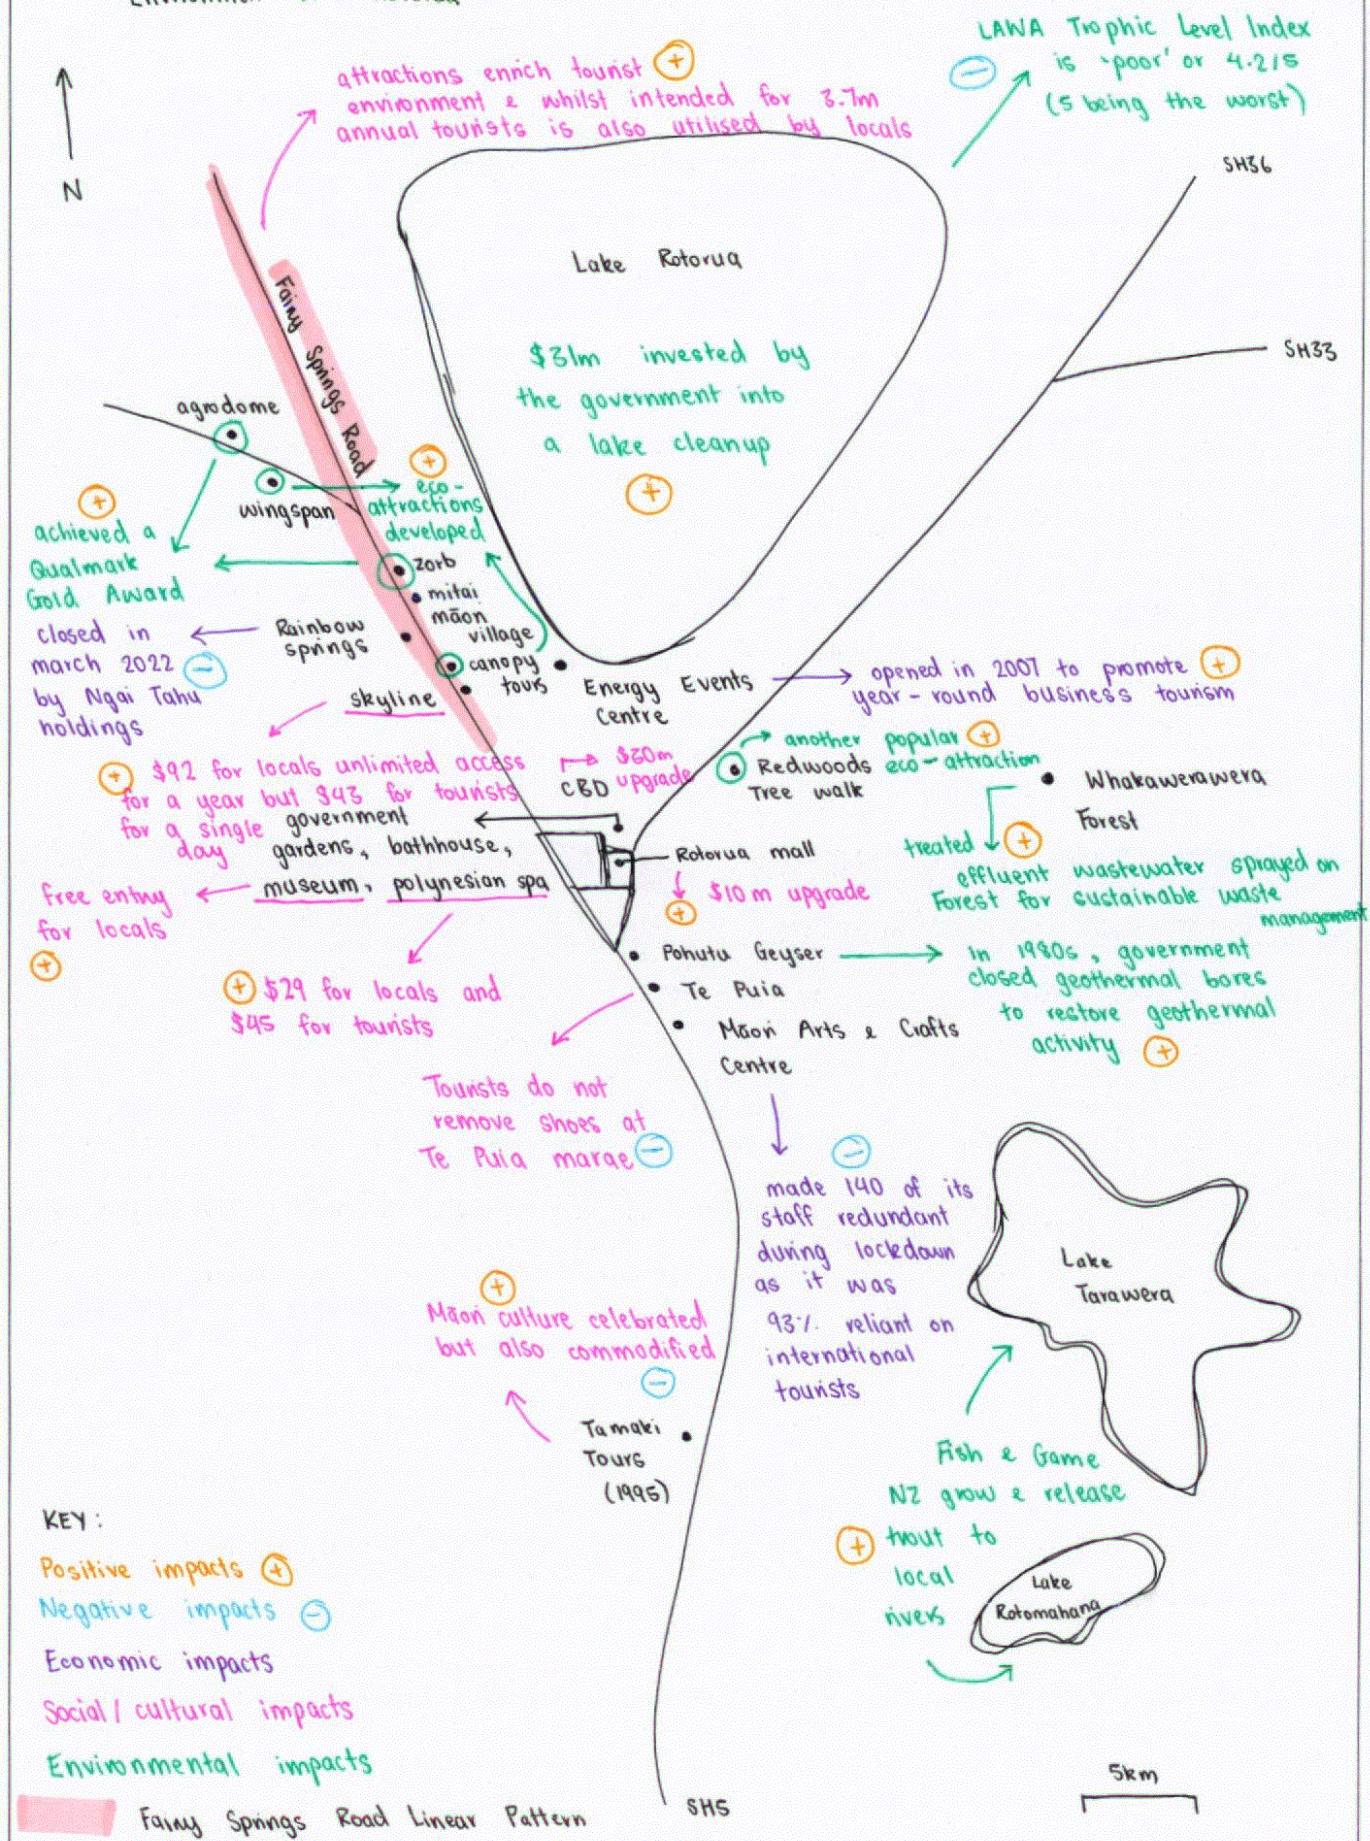 LAWA Trophic Level Index
is 'poor' or 4.2/5
(5 being the worst)
attractions enrich tourist +
environment & whilst intended for 3.7m
annual tourists is also utilised by locals
−
N
SH36
SH33
Lake Rotorua
$31m invested by
the government into
a lake cleanup
+
Fairy Springs Road
agrodome
wingspan
+
eco-
attractions
developed
+
achieved a
Qualmark
Gold Award
zorb
mitai
māori
village
Rainbow
springs
closed in
march 2022 −
by Ngai Tahu
holdings
canopy
tours
skyline
Energy Events
Centre
opened in 2007 to promote +
year-round business tourism
+ $92 for locals unlimited access
for a year but $43 for tourists
for a single
day
CBD
upgrade
another popular +
eco-attraction
Redwoods
Tree walk
Whakawerawera
Forest
treated +
effluent wastewater sprayed on
Forest for sustainable waste
management
government
gardens, bathhouse,
museum, polynesian spa
Rotorua mall
+ $10m upgrade
free entry
for locals
+
+ $29 for locals and
$45 for tourists
Pohutu Geyser
In 1980s, government
closed geothermal bores
to restore geothermal
activity +
Te Puia
Māori Arts & Crafts
Centre
Tourists do not
remove shoes at
Te Puia marae −
−
made 140 of its
staff redundant
during lockdown
as it was
93% reliant on
international
tourists
Lake
Tarawera
+
Māori culture celebrated
but also commodified
−
Tamaki
Tours
(1995)
Fish & Game
NZ grow & release
+ trout to
local
rivers
Lake
Rotomahana
KEY:
Positive impacts +
Negative impacts −
Economic impacts
Social/cultural impacts
Environmental impacts
Fairy Springs Road Linear Pattern
SH5
5km